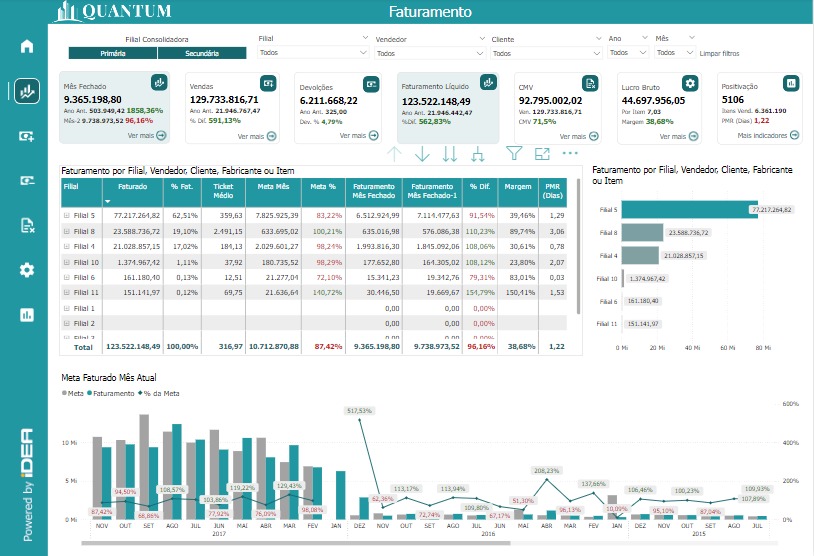 QUANTUM
Faturamento
Filial Consolidadora
Primária Secundária
Filial Vendedor Cliente Ano Mês
Todos Todos Todos Todos Todos Limpar filtros
Mês Fechado
9.365.198,80
Ano Ant. 503.949,42 1858,36%
Mês-2 9.738.973,52 96,16%
Ver mais
Vendas
129.733.816,71
Ano Ant. 21.946.767,47
% Dif. 591,13%
Ver mais
Devoluções
6.211.668,22
Ano Ant. 325,00
Dev. % 4,79%
Ver mais
Faturamento Líquido
123.522.148,49
Ano Ant. 21.946.442,47
%Dif. 562,83%
CMV
92.795.002,02
Ven. 129.733.816,71
CMV 71,5%
Ver mais
Lucro Bruto
44.697.956,05
Por Item 7,03
Margem 38,68%
Ver mais
Positivação
5106
Itens Vend. 6.361.190
PMR (Dias) 1,22
Mais indicadores
Faturamento por Filial, Vendedor, Cliente, Fabricante ou Item
Filial Faturado % Fat. Ticket Médio Meta Mês Meta % Faturamento Mês Fechado Faturamento Mês Fechado-1 % Dif. Margem PMR (Dias)
Filial 5 77.217.264,82 62,51% 359,63 7.825.925,39 83,22% 6.512.924,99 7.114.477,63 91,54% 39,46% 1,29
Filial 8 23.588.736,72 19,10% 2.491,15 633.695,02 100,21% 635.016,98 576.086,38 110,23% 89,74% 3,06
Filial 4 21.028.857,15 17,02% 184,13 2.029.601,27 98,24% 1.993.816,30 1.845.092,06 108,06% 30,61% 0,78
Filial 10 1.374.967,42 1,11% 37,92 180.735,52 98,29% 177.652,80 164.305,02 108,12% 23,80% 2,07
Filial 6 161.180,40 0,13% 12,51 21.277,04 72,10% 15.341,23 19.342,76 79,31% 83,01% 0,03
Filial 11 151.141,97 0,12% 69,75 21.636,64 140,72% 30.446,50 19.669,67 154,79% 150,41% 1,53
Filial 1 0,00 0,00 0,00%
Filial 2 0,00 0,00 0,00%
Total 123.522.148,49 100,00% 316,97 10.712.870,88 87,42% 9.365.198,80 9.738.973,52 96,16% 38,68% 1,22
Faturamento por Filial, Vendedor, Cliente, Fabricante
ou Item
Filial 5 77.217.264,82
Filial 8 23.588.736,72
Filial 4 21.028.857,15
Filial 10 1.374.967,42
Filial 6 161.180,40
Filial 11 151.141,97
0 Mi 20 Mi 40 Mi 60 Mi 80 Mi
Meta Faturado Mês Atual
Meta Faturamento % da Meta
10 Mi
5 Mi
0 Mi
600%
400%
200%
0%
87,42% 94,50% 68,86% 108,57% 103,86% 77,92% 119,22% 76,09% 129,43% 98,08% 517,53% 62,36% 113,17% 72,74% 113,94% 109,80% 67,17% 51,30% 208,23% 96,13% 137,66% 10,09% 106,46% 95,10% 100,23% 87,04% 109,93% 107,89%
NOV OUT SET AGO JUL JUN MAI ABR MAR FEV JAN DEZ NOV OUT SET AGO JUL JUN MAI ABR MAR FEV JAN DEZ NOV OUT SET AGO JUL
2017 2016 2015
Powered by iDEA